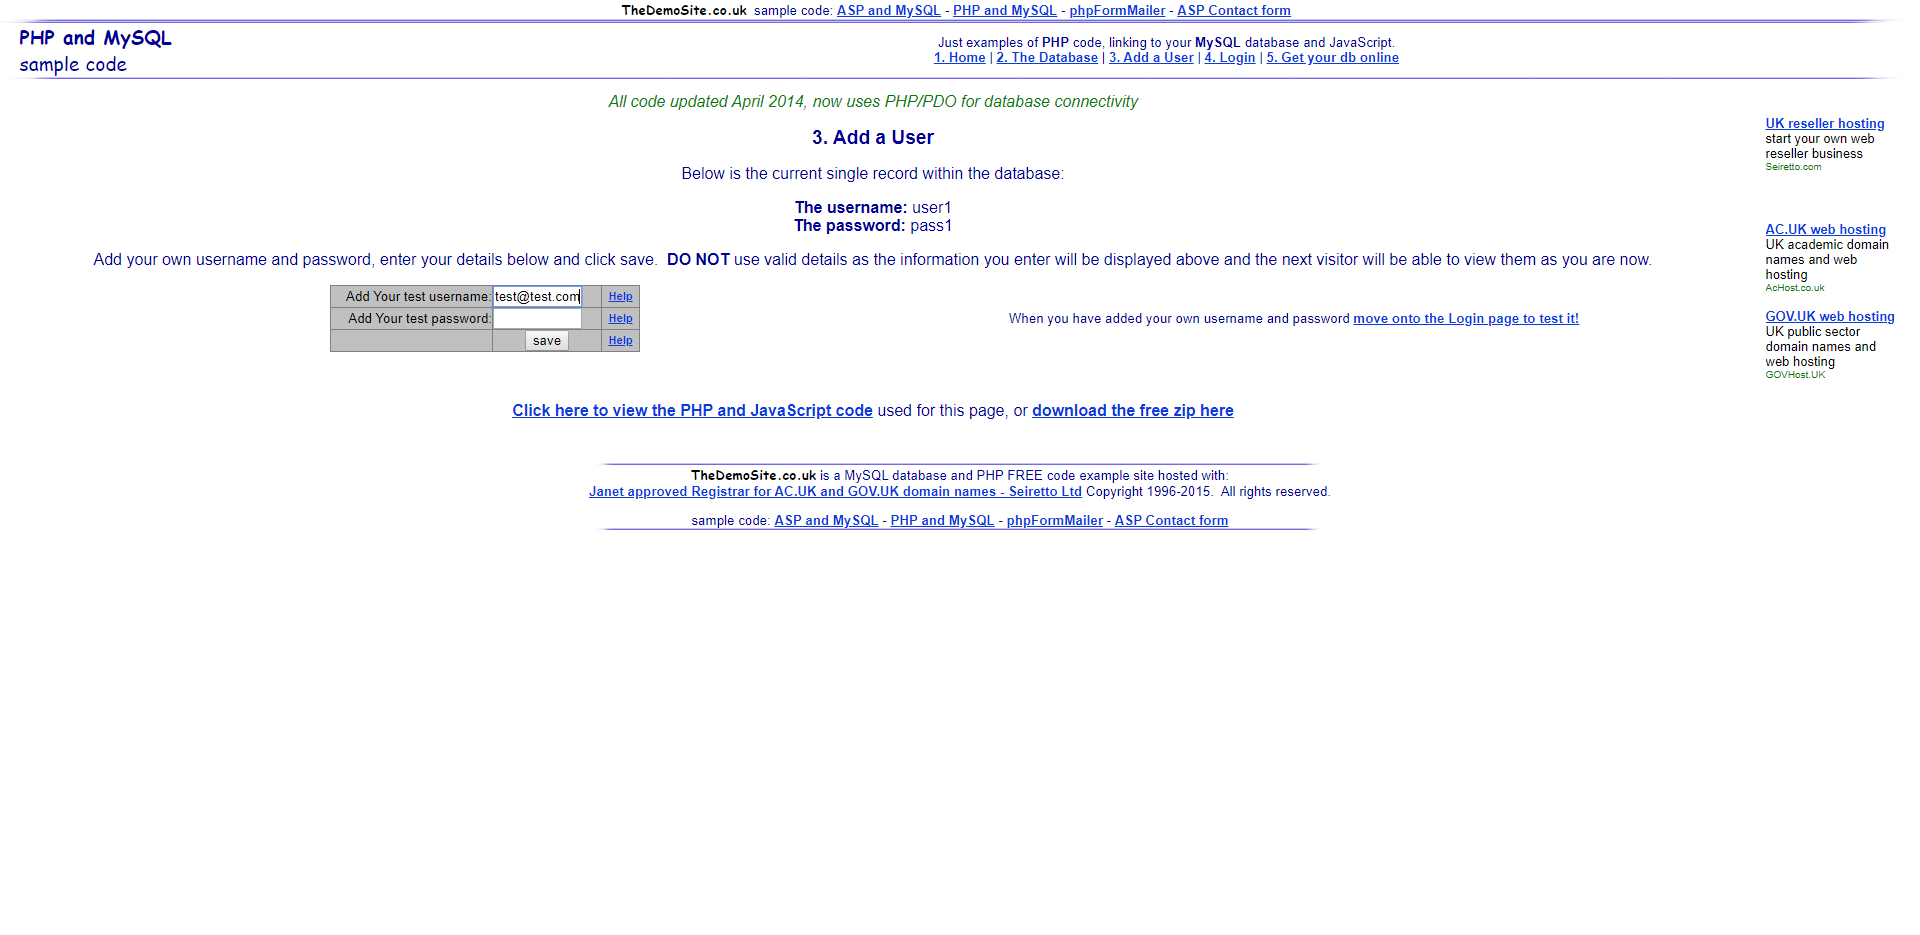 TheDemoSite.co.uk sample code: ASP and MySQL - PHP and MySQL - phpFormMailer - ASP Contact form
PHP and MySQL
sample code
Just examples of PHP code, linking to your MySQL database and JavaScript.
1. Home | 2. The Database | 3. Add a User | 4. Login | 5. Get your db online
All code updated April 2014, now uses PHP/PDO for database connectivity
3. Add a User
Below is the current single record within the database:
The username: user1
The password: pass1
Add your own username and password, enter your details below and click save. DO NOT use valid details as the information you enter will be displayed above and the next visitor will be able to view them as you are now.
Add Your test username: test@test.com Help
Add Your test password: Help
save Help
When you have added your own username and password move onto the Login page to test it!
Click here to view the PHP and JavaScript code used for this page, or download the free zip here
UK reseller hosting
start your own web
reseller business
Seiretto.com
AC.UK web hosting
UK academic domain
names and web
hosting
AcHost.co.uk
GOV.UK web hosting
UK public sector
domain names and
web hosting
GOVHost.UK
TheDemoSite.co.uk is a MySQL database and PHP FREE code example site hosted with:
Janet approved Registrar for AC.UK and GOV.UK domain names - Seiretto Ltd Copyright 1996-2015. All rights reserved.
sample code: ASP and MySQL - PHP and MySQL - phpFormMailer - ASP Contact form